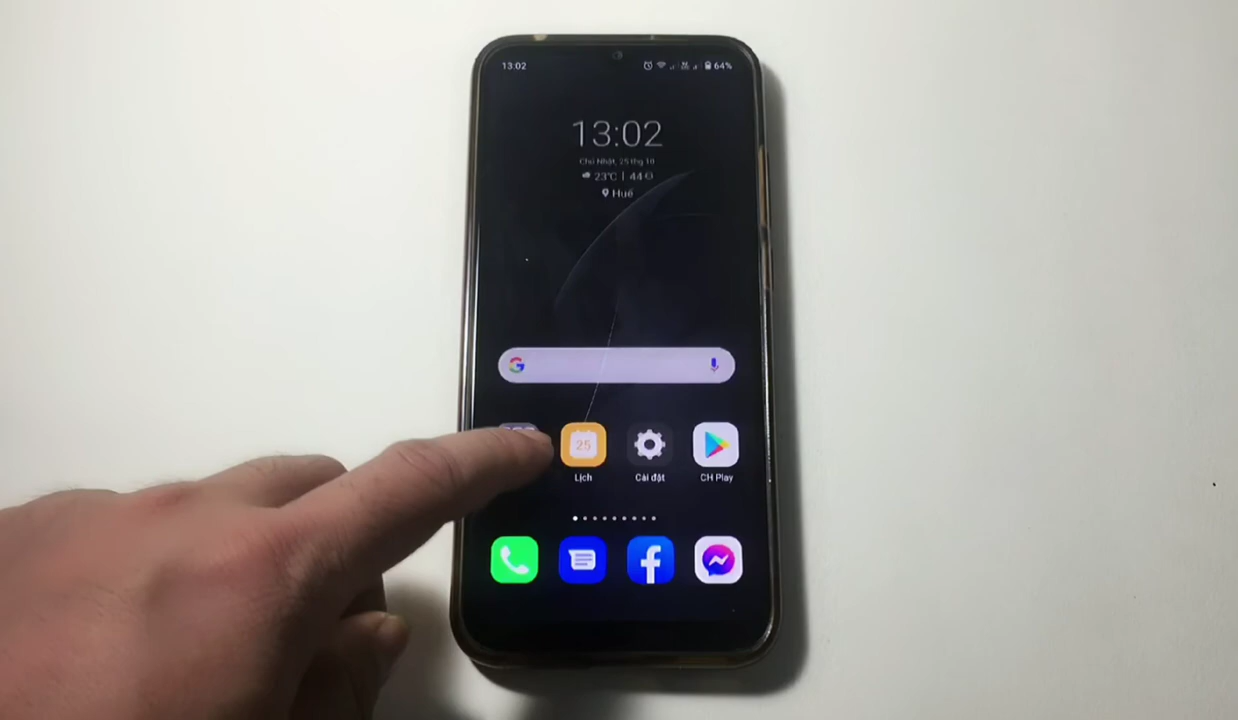 13:02
64%
13:02
Chủ Nhật, 25 thg 10
23°C | 44
Huế
25
Lịch
Cài đặt
CH Play